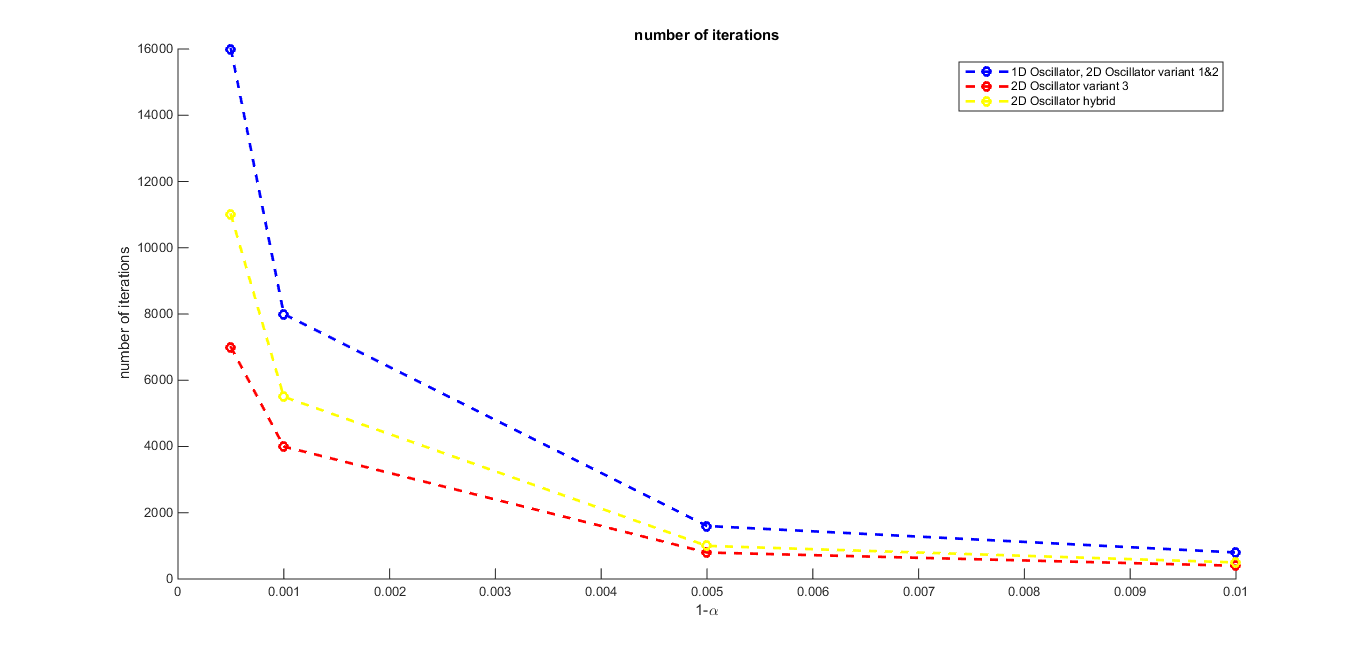 number of iterations
16000
14000
12000
10000
8000
6000
4000
2000
0
number of iterations
1D Oscillator, 2D Oscillator variant 1&2
2D Oscillator variant 3
2D Oscillator hybrid
0 0.001 0.002 0.003 0.004 0.005 0.006 0.007 0.008 0.009 0.01
1-α